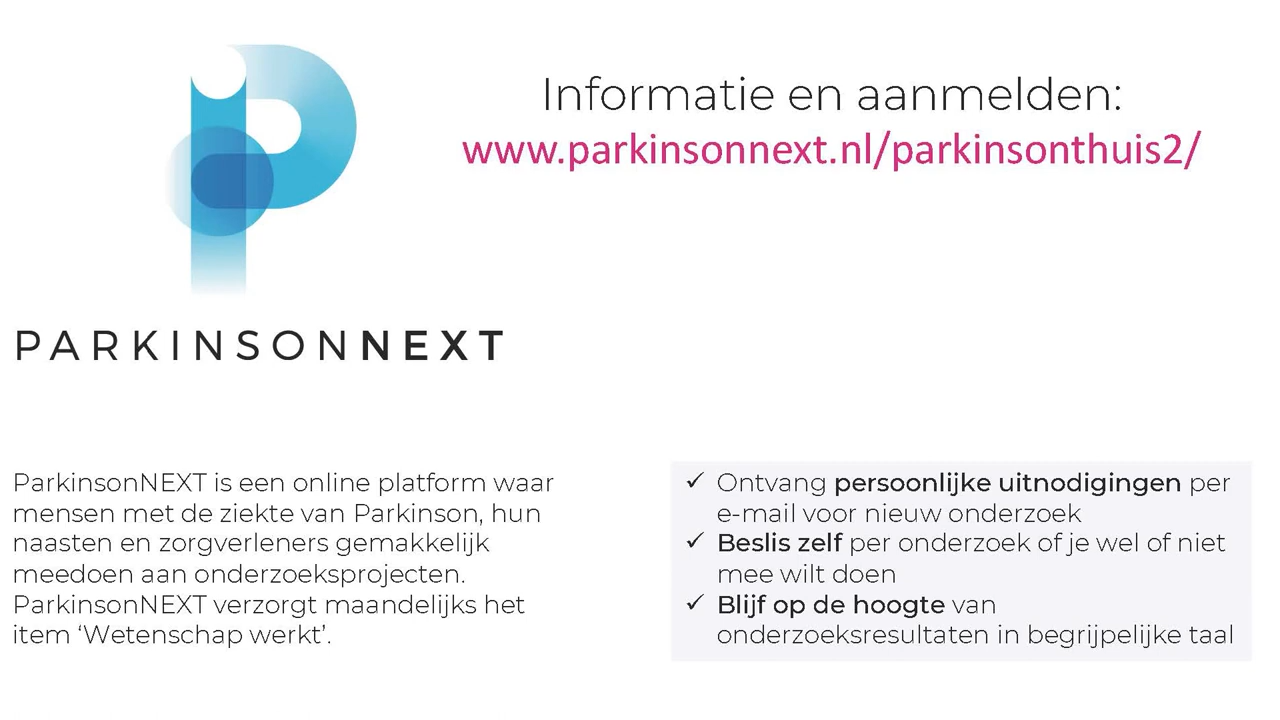 Informatie en aanmelden:
www.parkinsonnext.nl/parkinsonthuis2/
PARKINSONNEXT
ParkinsonNEXT is een online platform waar
mensen met de ziekte van Parkinson, hun
naasten en zorgverleners gemakkelijk
meedoen aan onderzoeksprojecten.
ParkinsonNEXT verzorgt maandelijks het
item ‘Wetenschap werkt’.
✓ Ontvang persoonlijke uitnodigingen per
e-mail voor nieuw onderzoek
✓ Beslis zelf per onderzoek of je wel of niet
mee wilt doen
✓ Blijf op de hoogte van
onderzoeksresultaten in begrijpelijke taal